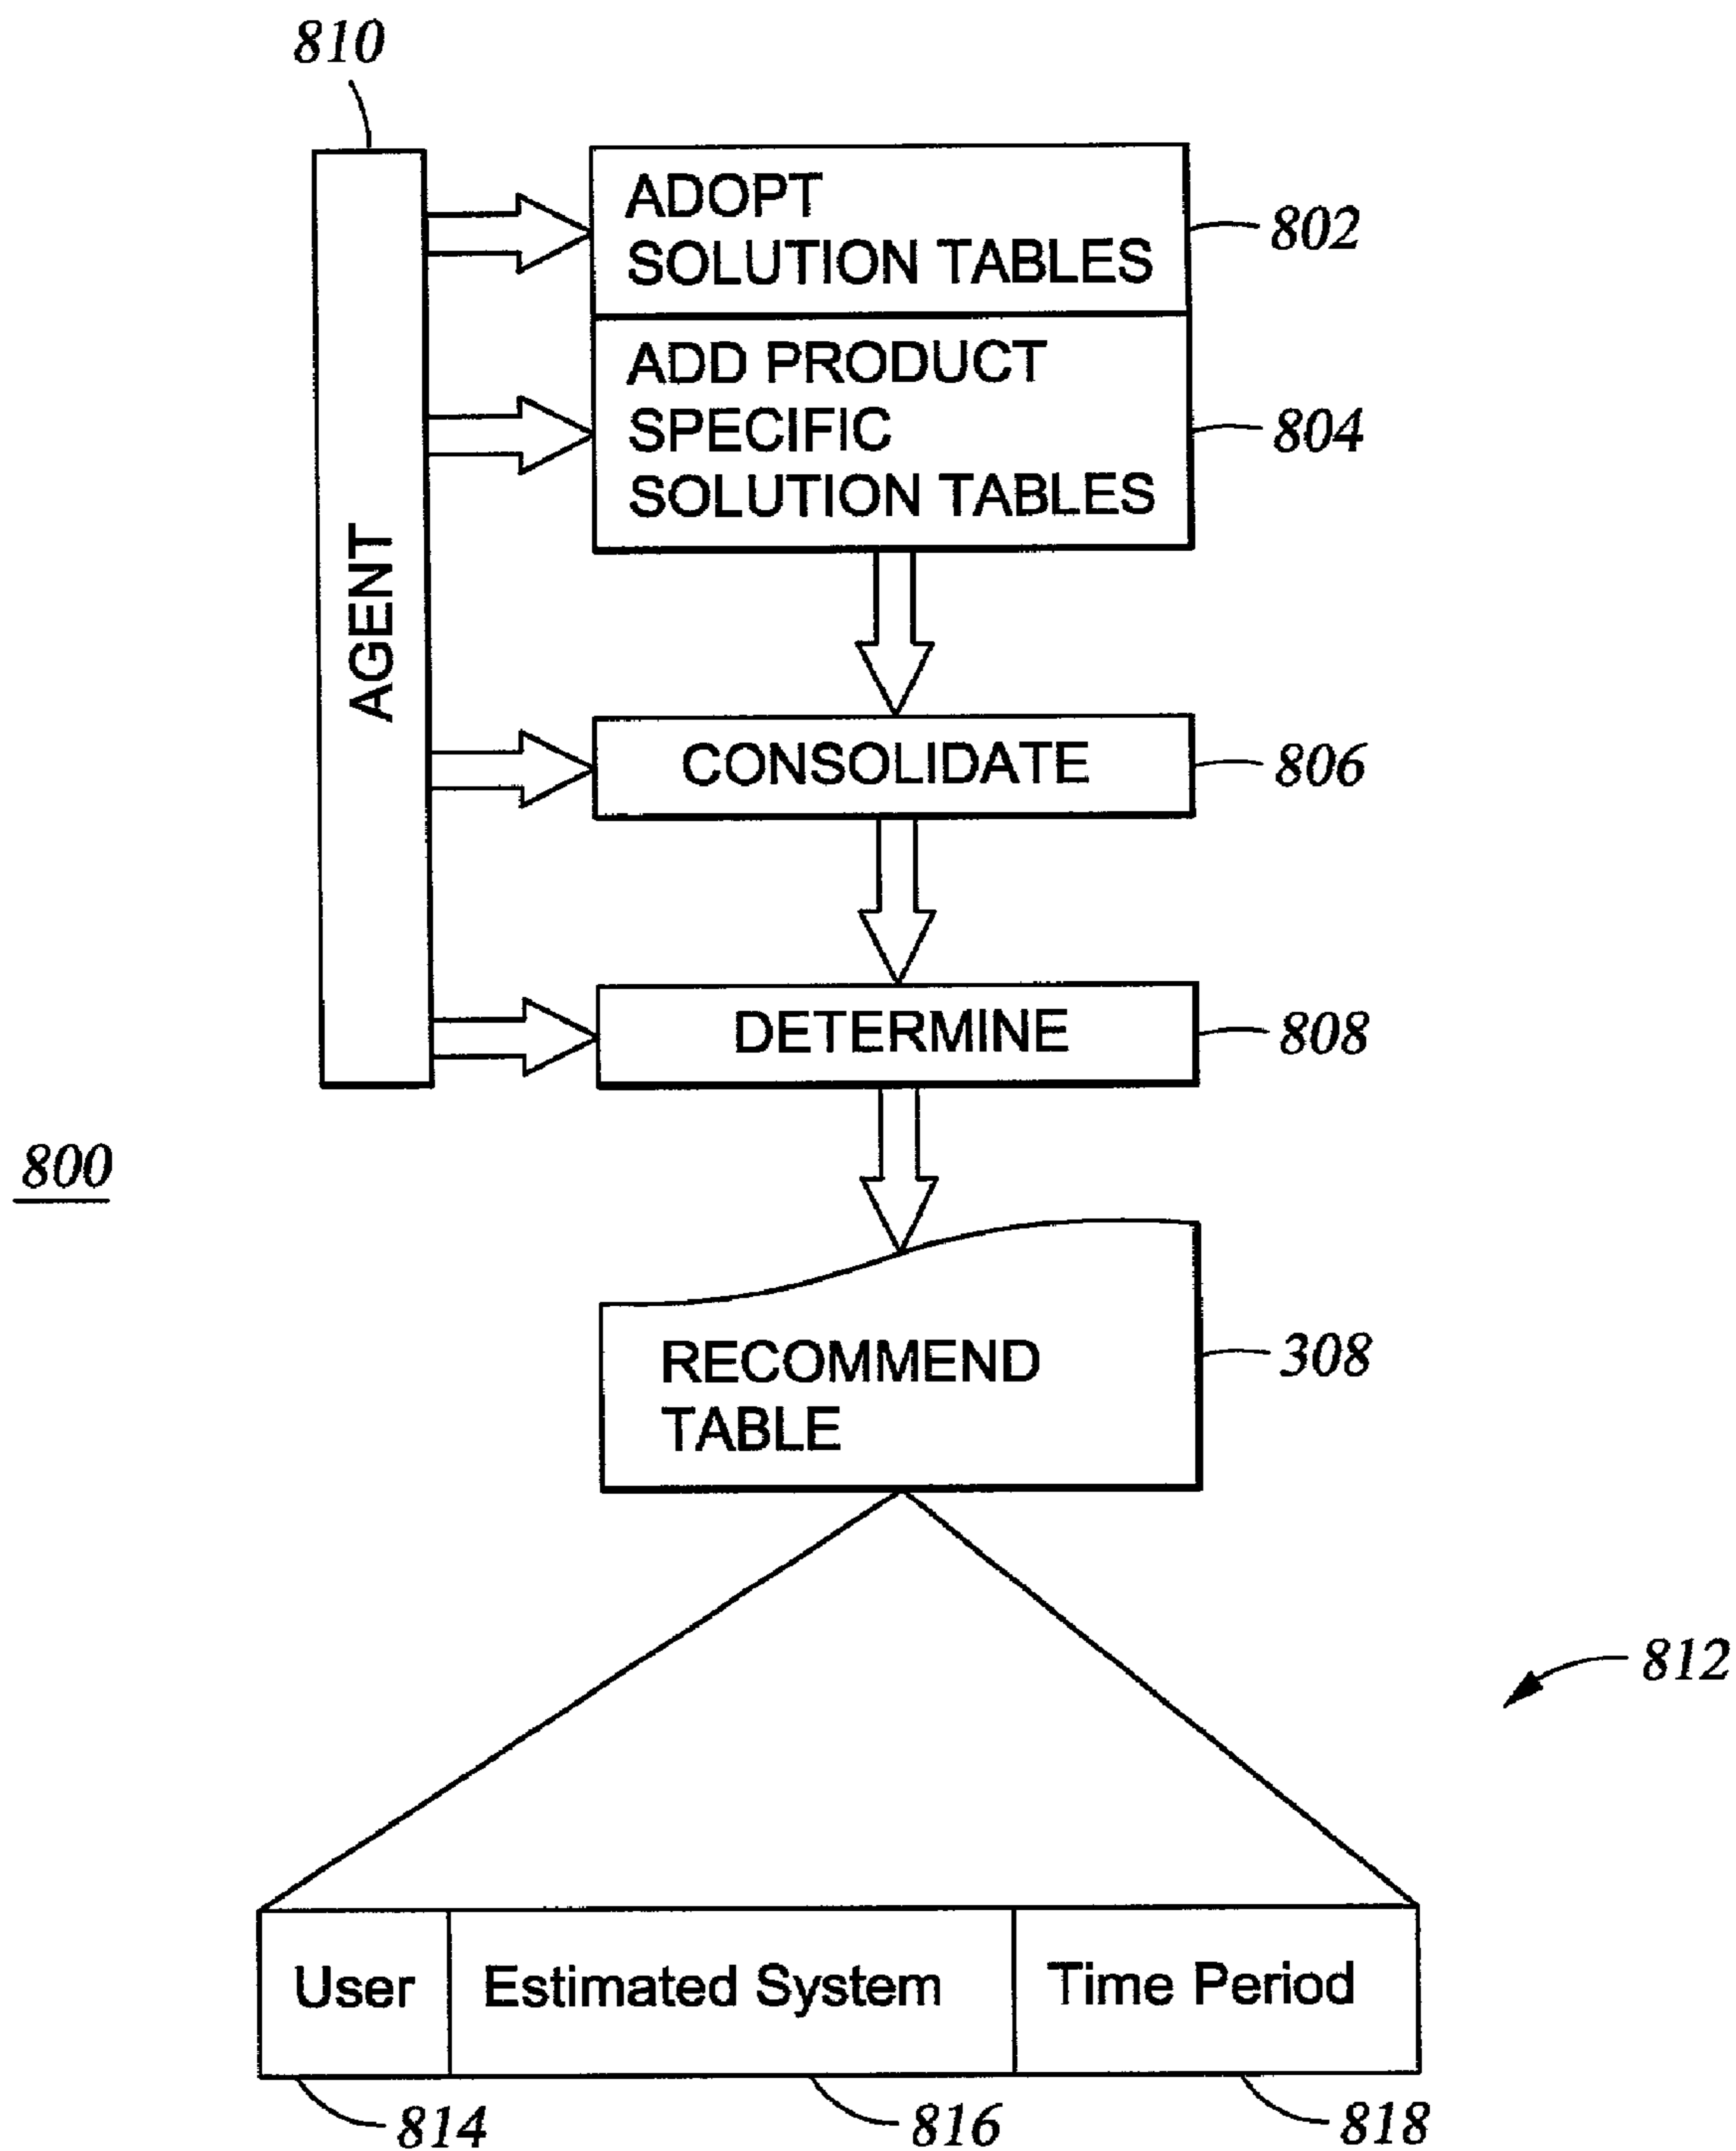 810
ADOPT
SOLUTION TABLES
802
ADD PRODUCT
SPECIFIC
SOLUTION TABLES
804
AGENT
CONSOLIDATE
806
DETERMINE
808
800
RECOMMEND
TABLE
308
812
User
Estimated System
Time Period
814
816
818